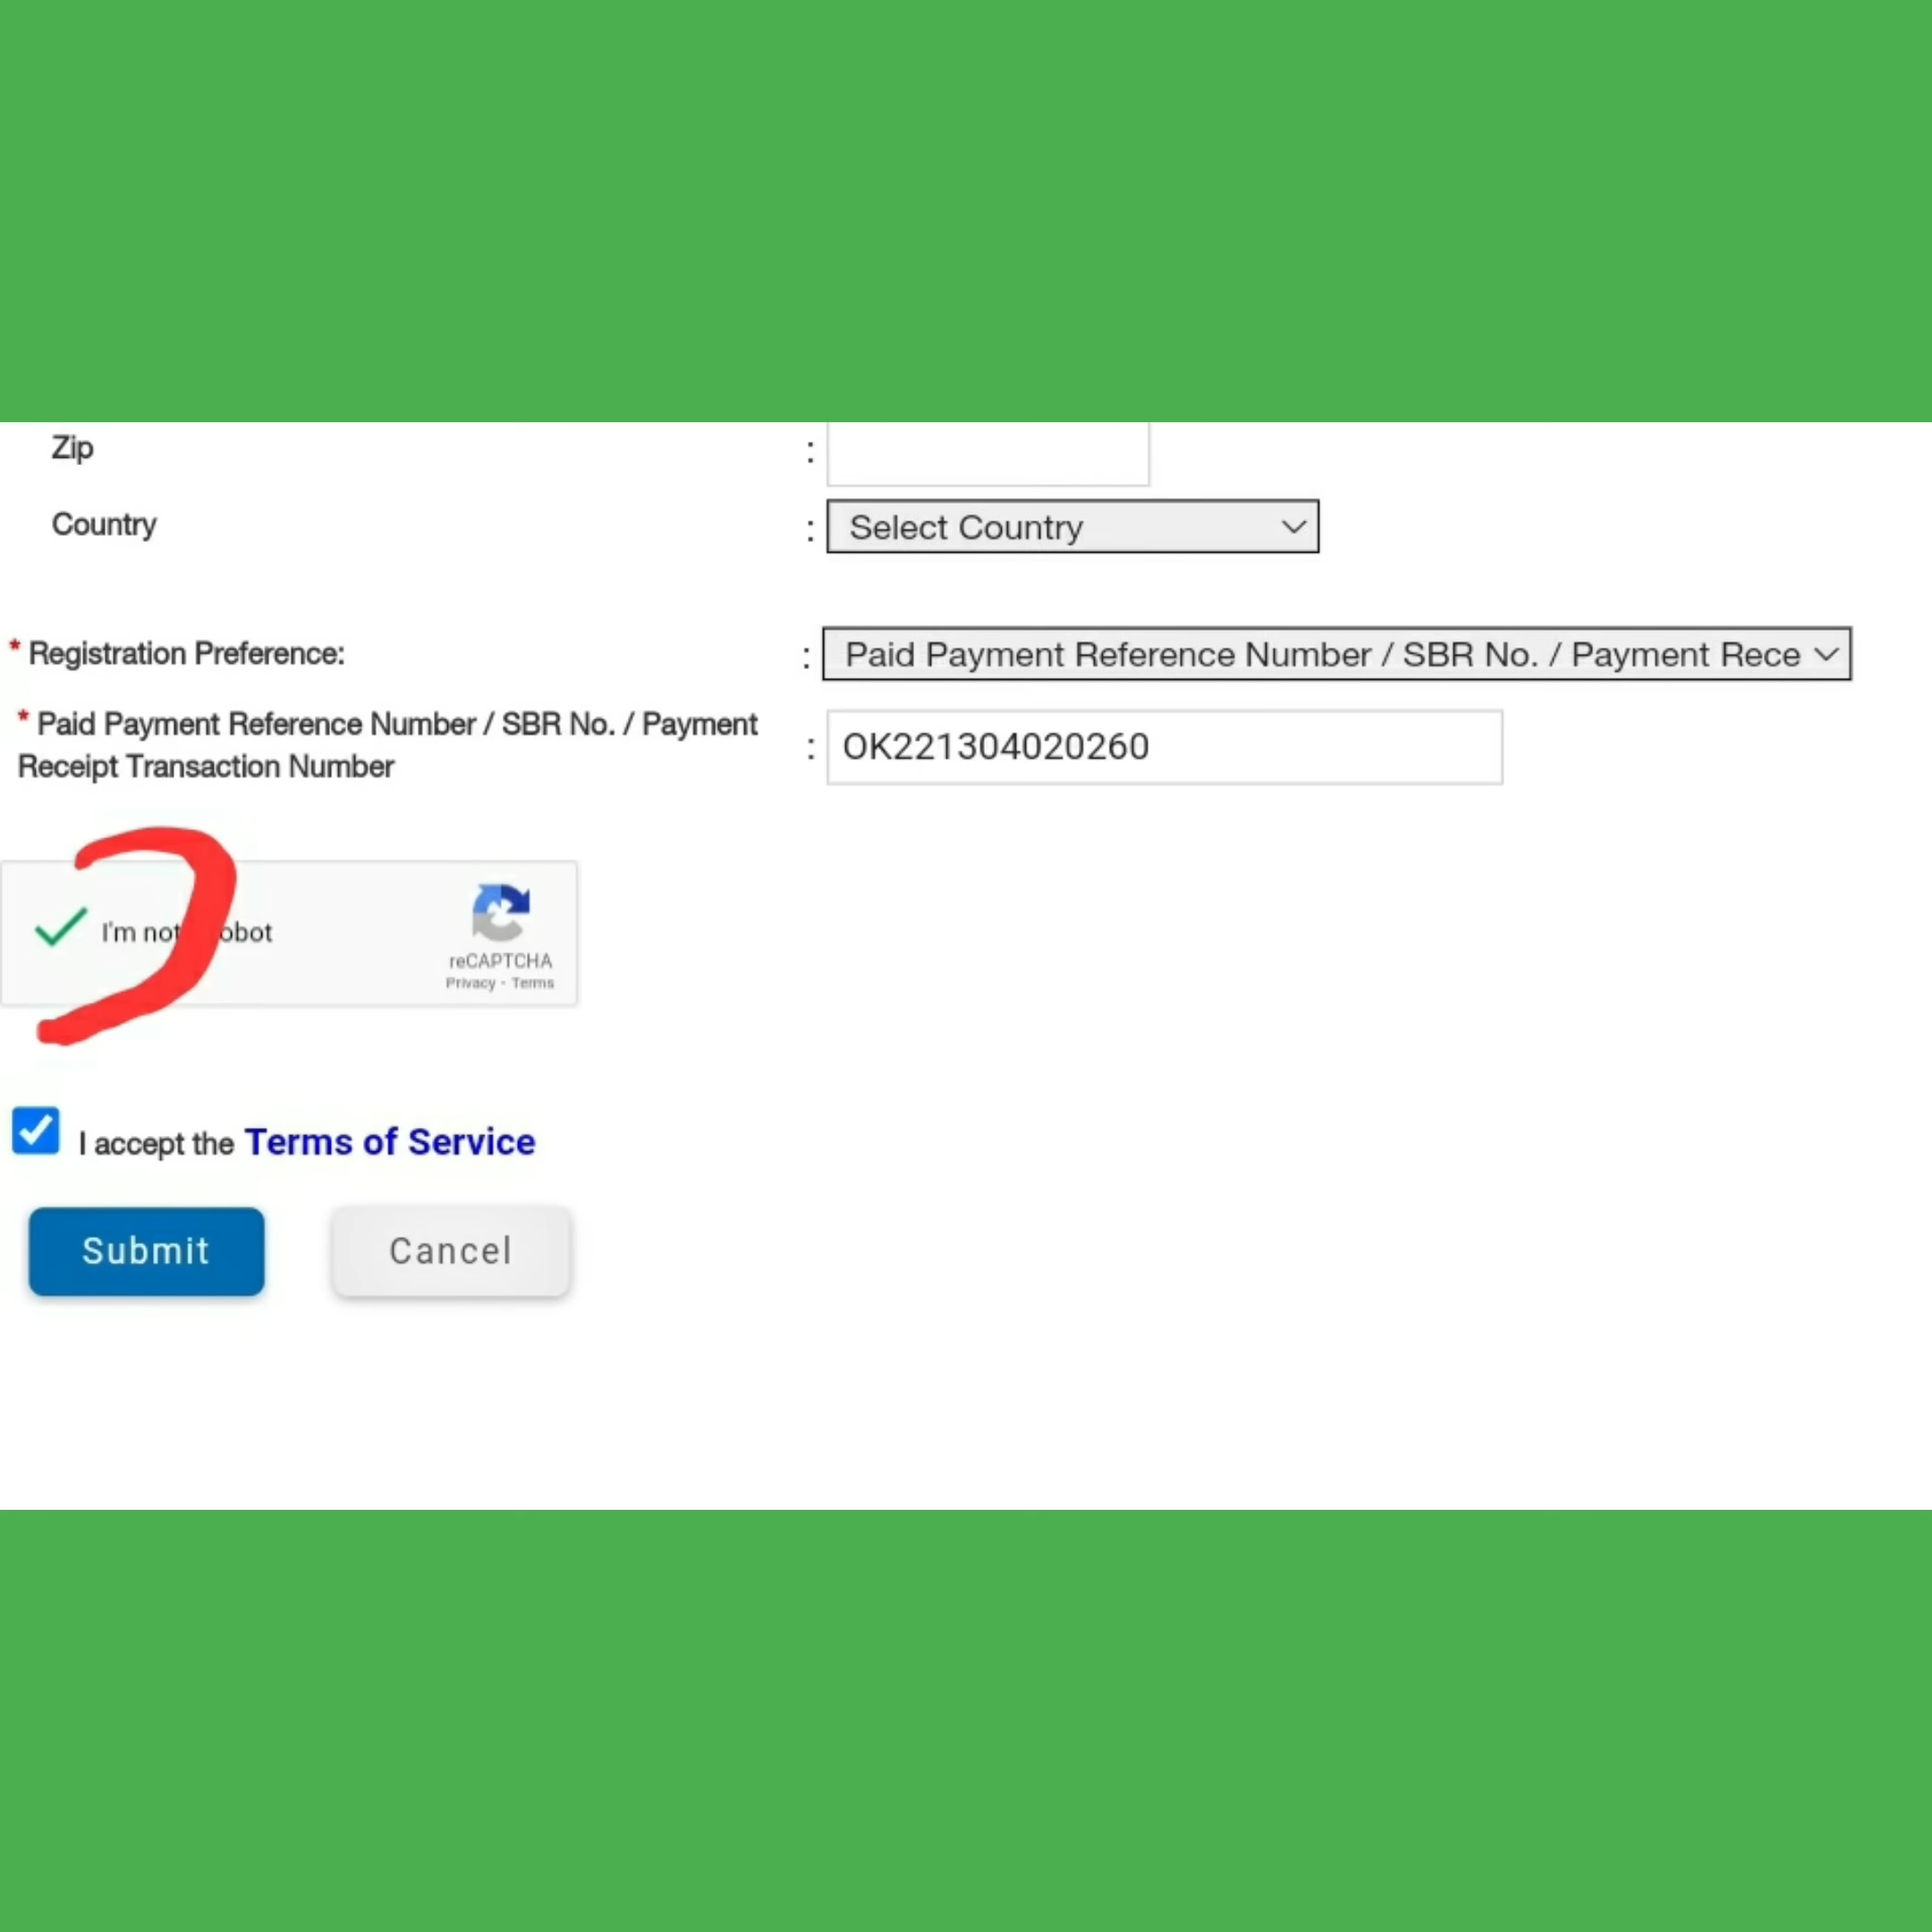 Zip :
Country : Select Country
* Registration Preference: : Paid Payment Reference Number / SBR No. / Payment Rece
* Paid Payment Reference Number / SBR No. / Payment
Receipt Transaction Number : OK221304020260
I'm not obot
reCAPTCHA
Privacy - Terms
I accept the Terms of Service
Submit Cancel